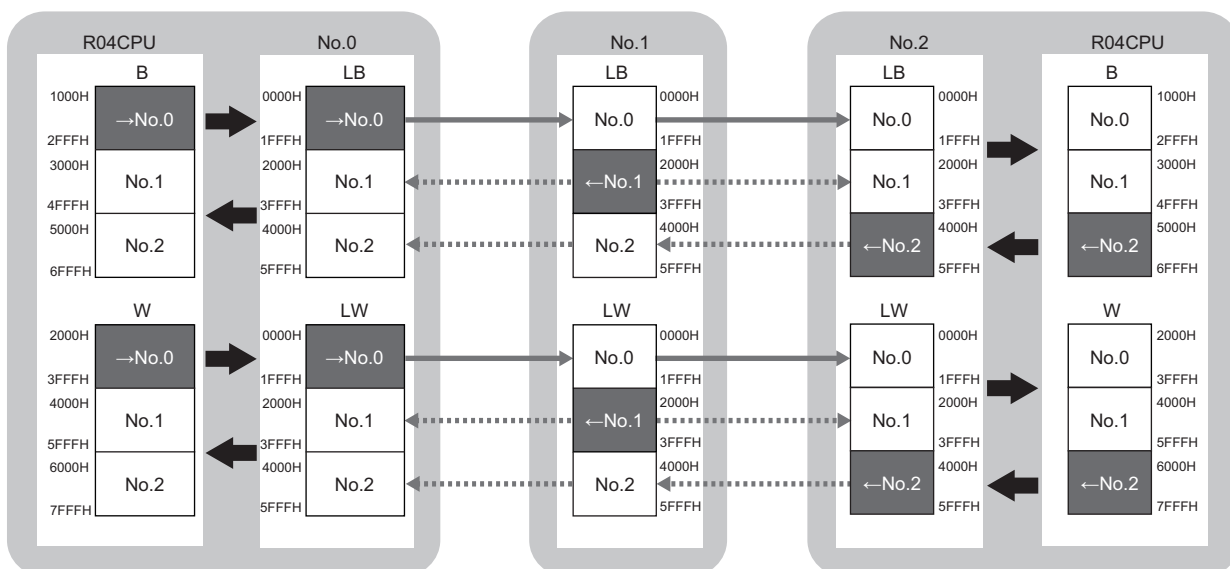 R04CPU No.0 No.1 No.2 R04CPU
B LB LB LB B
1000H 0000H 0000H 0000H 1000H
→No.0 →No.0 No.0 No.0 No.0
2FFFH 1FFFH 1FFFH 1FFFH 2FFFH
3000H 2000H 2000H 2000H 3000H
No.1 No.1 ←No.1 No.1 No.1
4FFFH 3FFFH 3FFFH 3FFFH 4FFFH
5000H 4000H 4000H 4000H 5000H
No.2 No.2 No.2 ←No.2 ←No.2
6FFFH 5FFFH 5FFFH 5FFFH 6FFFH
W LW LW LW W
2000H 0000H 0000H 0000H 2000H
→No.0 →No.0 No.0 No.0 No.0
3FFFH 1FFFH 1FFFH 1FFFH 3FFFH
4000H 2000H 2000H 2000H 4000H
No.1 No.1 ←No.1 No.1 No.1
5FFFH 3FFFH 3FFFH 3FFFH 5FFFH
6000H 4000H 4000H 4000H 6000H
No.2 No.2 No.2 ←No.2 ←No.2
7FFFH 5FFFH 5FFFH 5FFFH 7FFFH